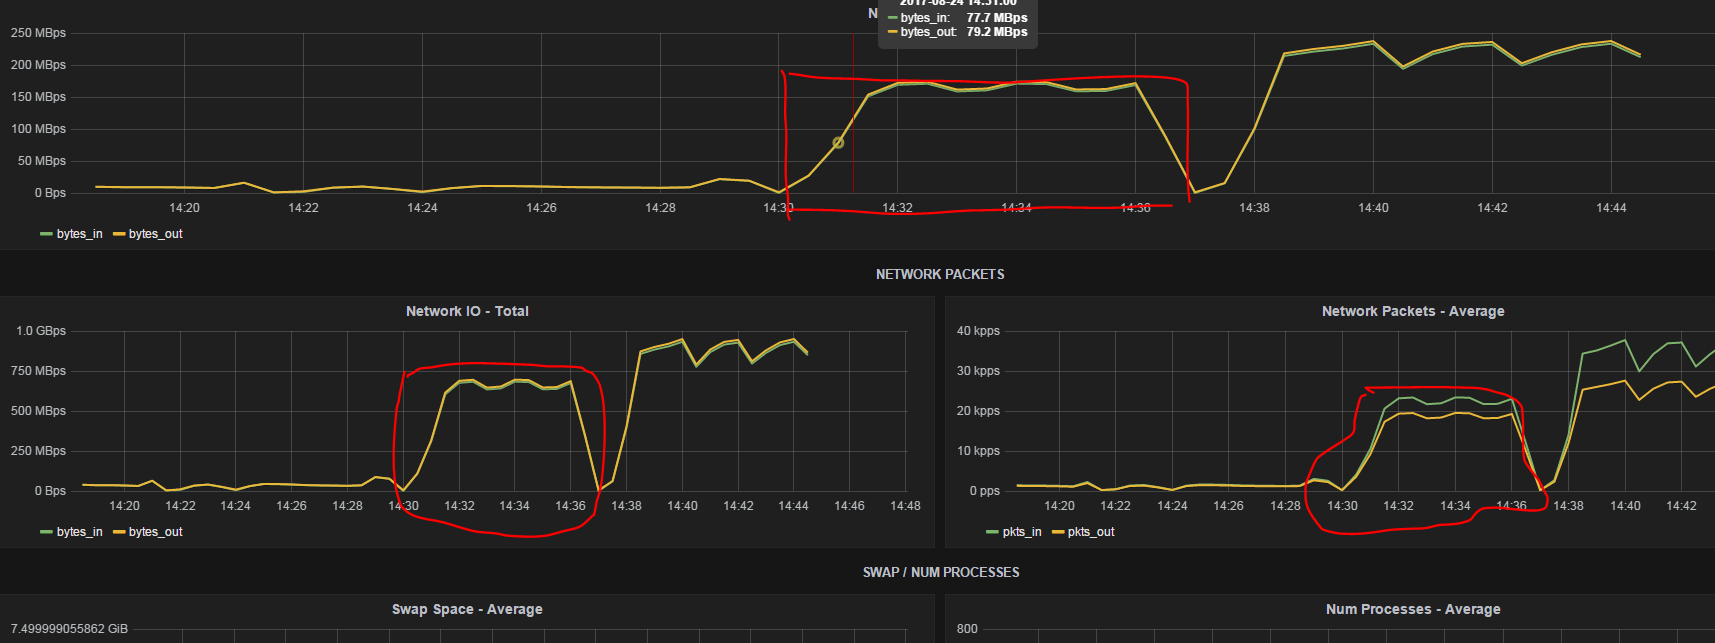 2017-08-24 14:31:00
N
bytes_in: 77.7 MBps
bytes_out: 79.2 MBps
250 MBps
200 MBps
150 MBps
100 MBps
50 MBps
0 Bps
14:20 14:22 14:24 14:26 14:28 14:30 14:32 14:34 14:36 14:38 14:40 14:42 14:44
bytes_in bytes_out
NETWORK PACKETS
Network IO - Total
1.0 GBps
750 MBps
500 MBps
250 MBps
0 Bps
14:20 14:22 14:24 14:26 14:28 14:30 14:32 14:34 14:36 14:38 14:40 14:42 14:44 14:46 14:48
bytes_in bytes_out
Network Packets - Average
40 kpps
30 kpps
20 kpps
10 kpps
0 pps
14:20 14:22 14:24 14:26 14:28 14:30 14:32 14:34 14:36 14:38 14:40 14:42
pkts_in pkts_out
SWAP / NUM PROCESSES
Swap Space - Average
7.499999055862 GiB
Num Processes - Average
800